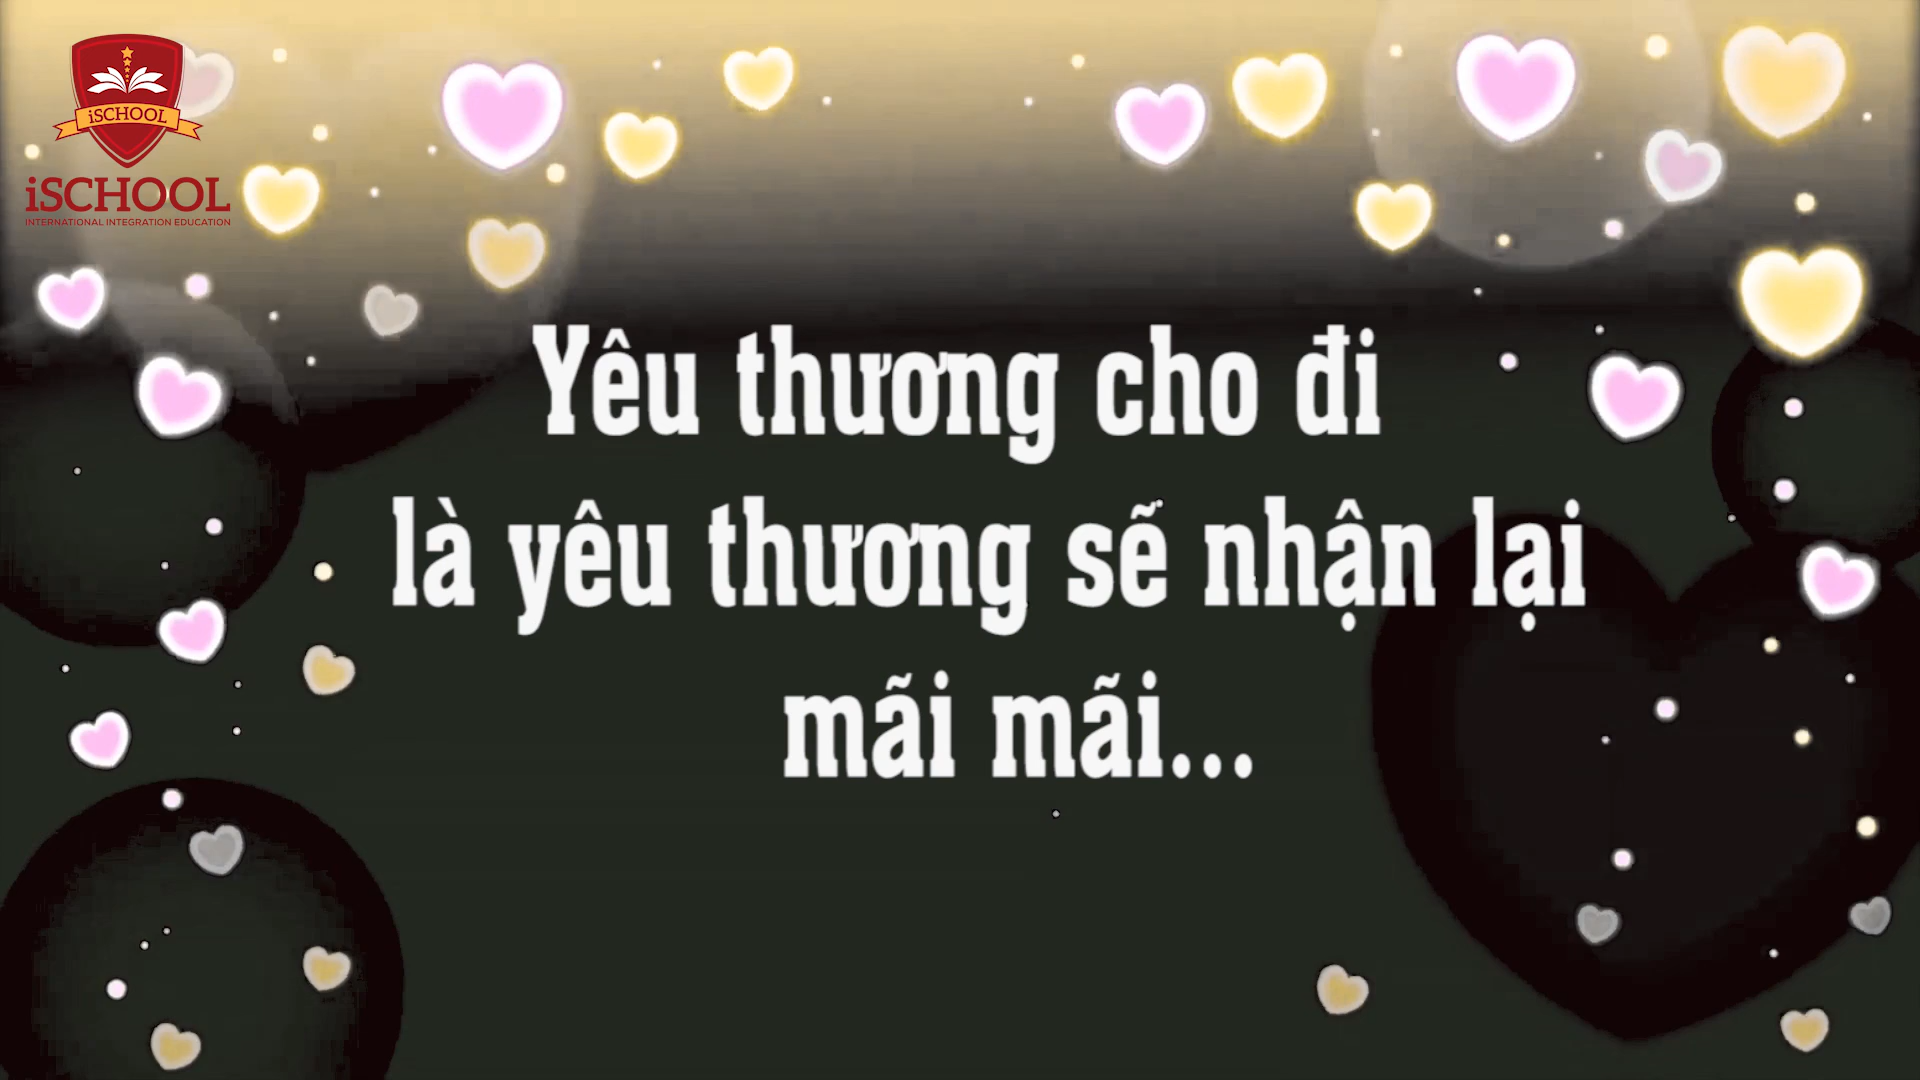 iSCHOOL
iSCHOOL
INTERNATIONAL INTEGRATION EDUCATION
Yêu thương cho đi
là yêu thương sẽ nhận lại
mãi mãi...